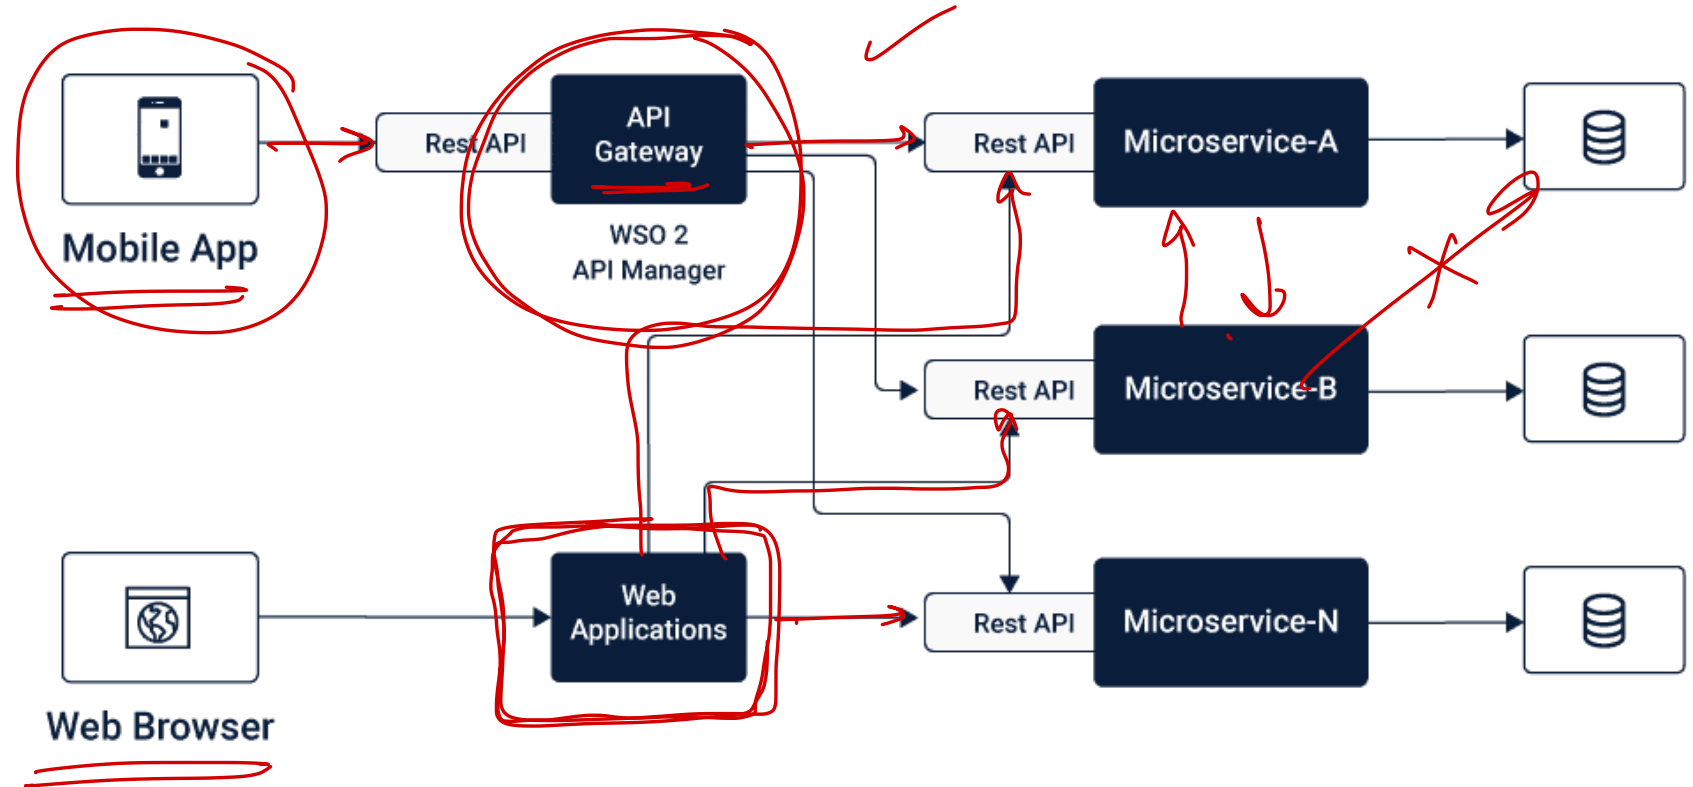 Mobile App
Rest API
API
Gateway
WSO 2
API Manager
Rest API
Microservice-A
Rest API
Microservice-B
Web Browser
Web
Applications
Rest API
Microservice-N